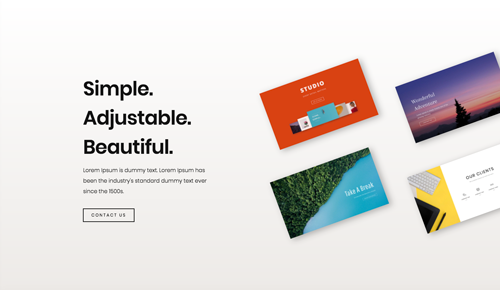 Simple.
Adjustable.
Beautiful.
Lorem Ipsum is dummy text. Lorem Ipsum has
been the industry's standard dummy text ever
since the 1500s.
CONTACT US
STUDIO
Wonderful
Adventure
Take A Break
OUR CLIENTS